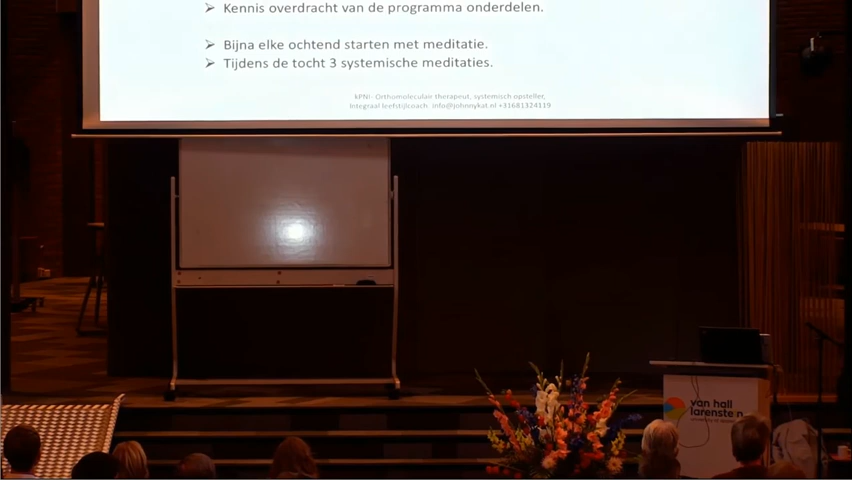 ➢ Kennis overdracht van de programma onderdelen.
➢ Bijna elke ochtend starten met meditatie.
➢ Tijdens de tocht 3 systemische meditaties.
kPNI- Orthomoleculair therapeut, systemisch opsteller,
Integraal leefstijlcoach info@johnnykat.nl +31681324119
van hall
larenstein